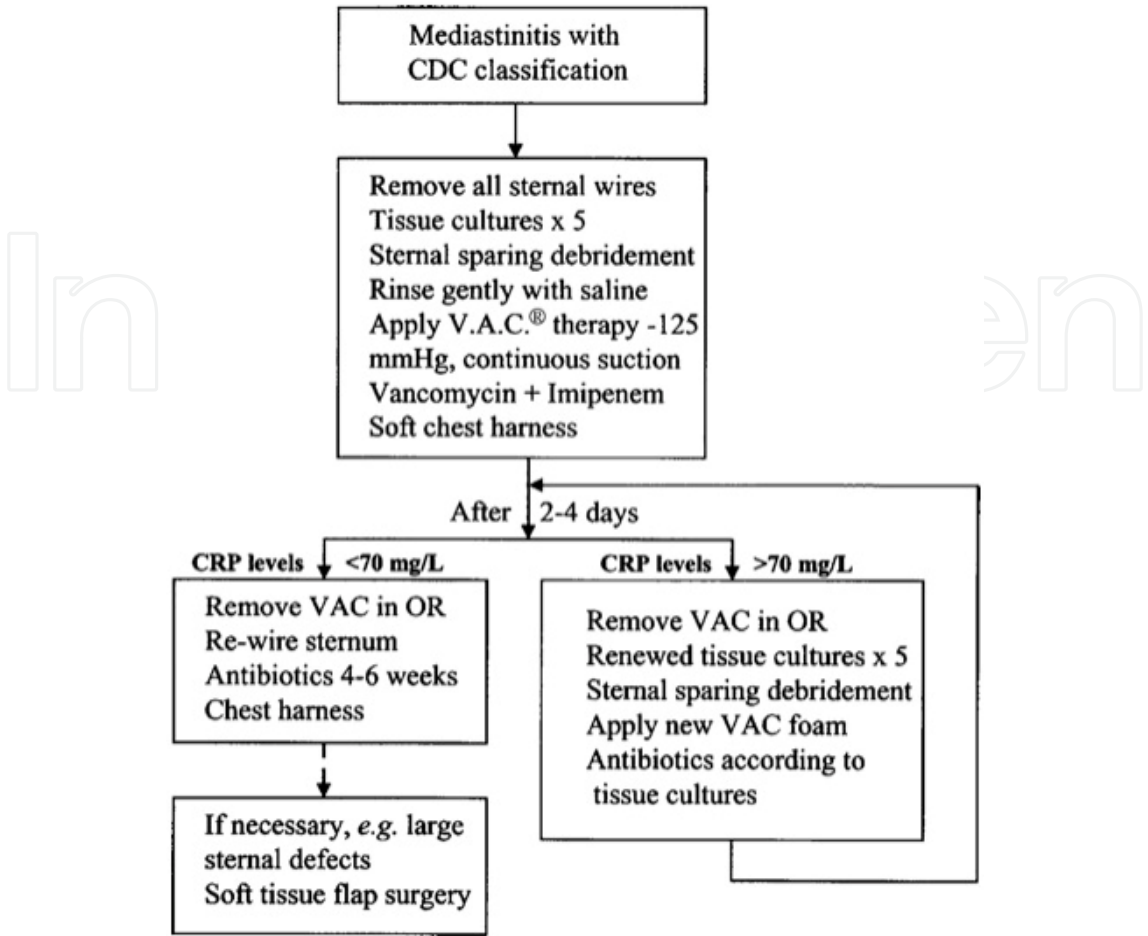 Mediastinitis with
CDC classification
Remove all sternal wires
Tissue cultures x 5
Sternal sparing debridement
Rinse gently with saline
Apply V.A.C.® therapy -125
mmHg, continuous suction
Vancomycin + Imipenem
Soft chest harness
After 2-4 days
CRP levels <70 mg/L
Remove VAC in OR
Re-wire sternum
Antibiotics 4-6 weeks
Chest harness
If necessary, e.g. large
sternal defects
Soft tissue flap surgery
CRP levels >70 mg/L
Remove VAC in OR
Renewed tissue cultures x 5
Sternal sparing debridement
Apply new VAC foam
Antibiotics according to
tissue cultures
In
en